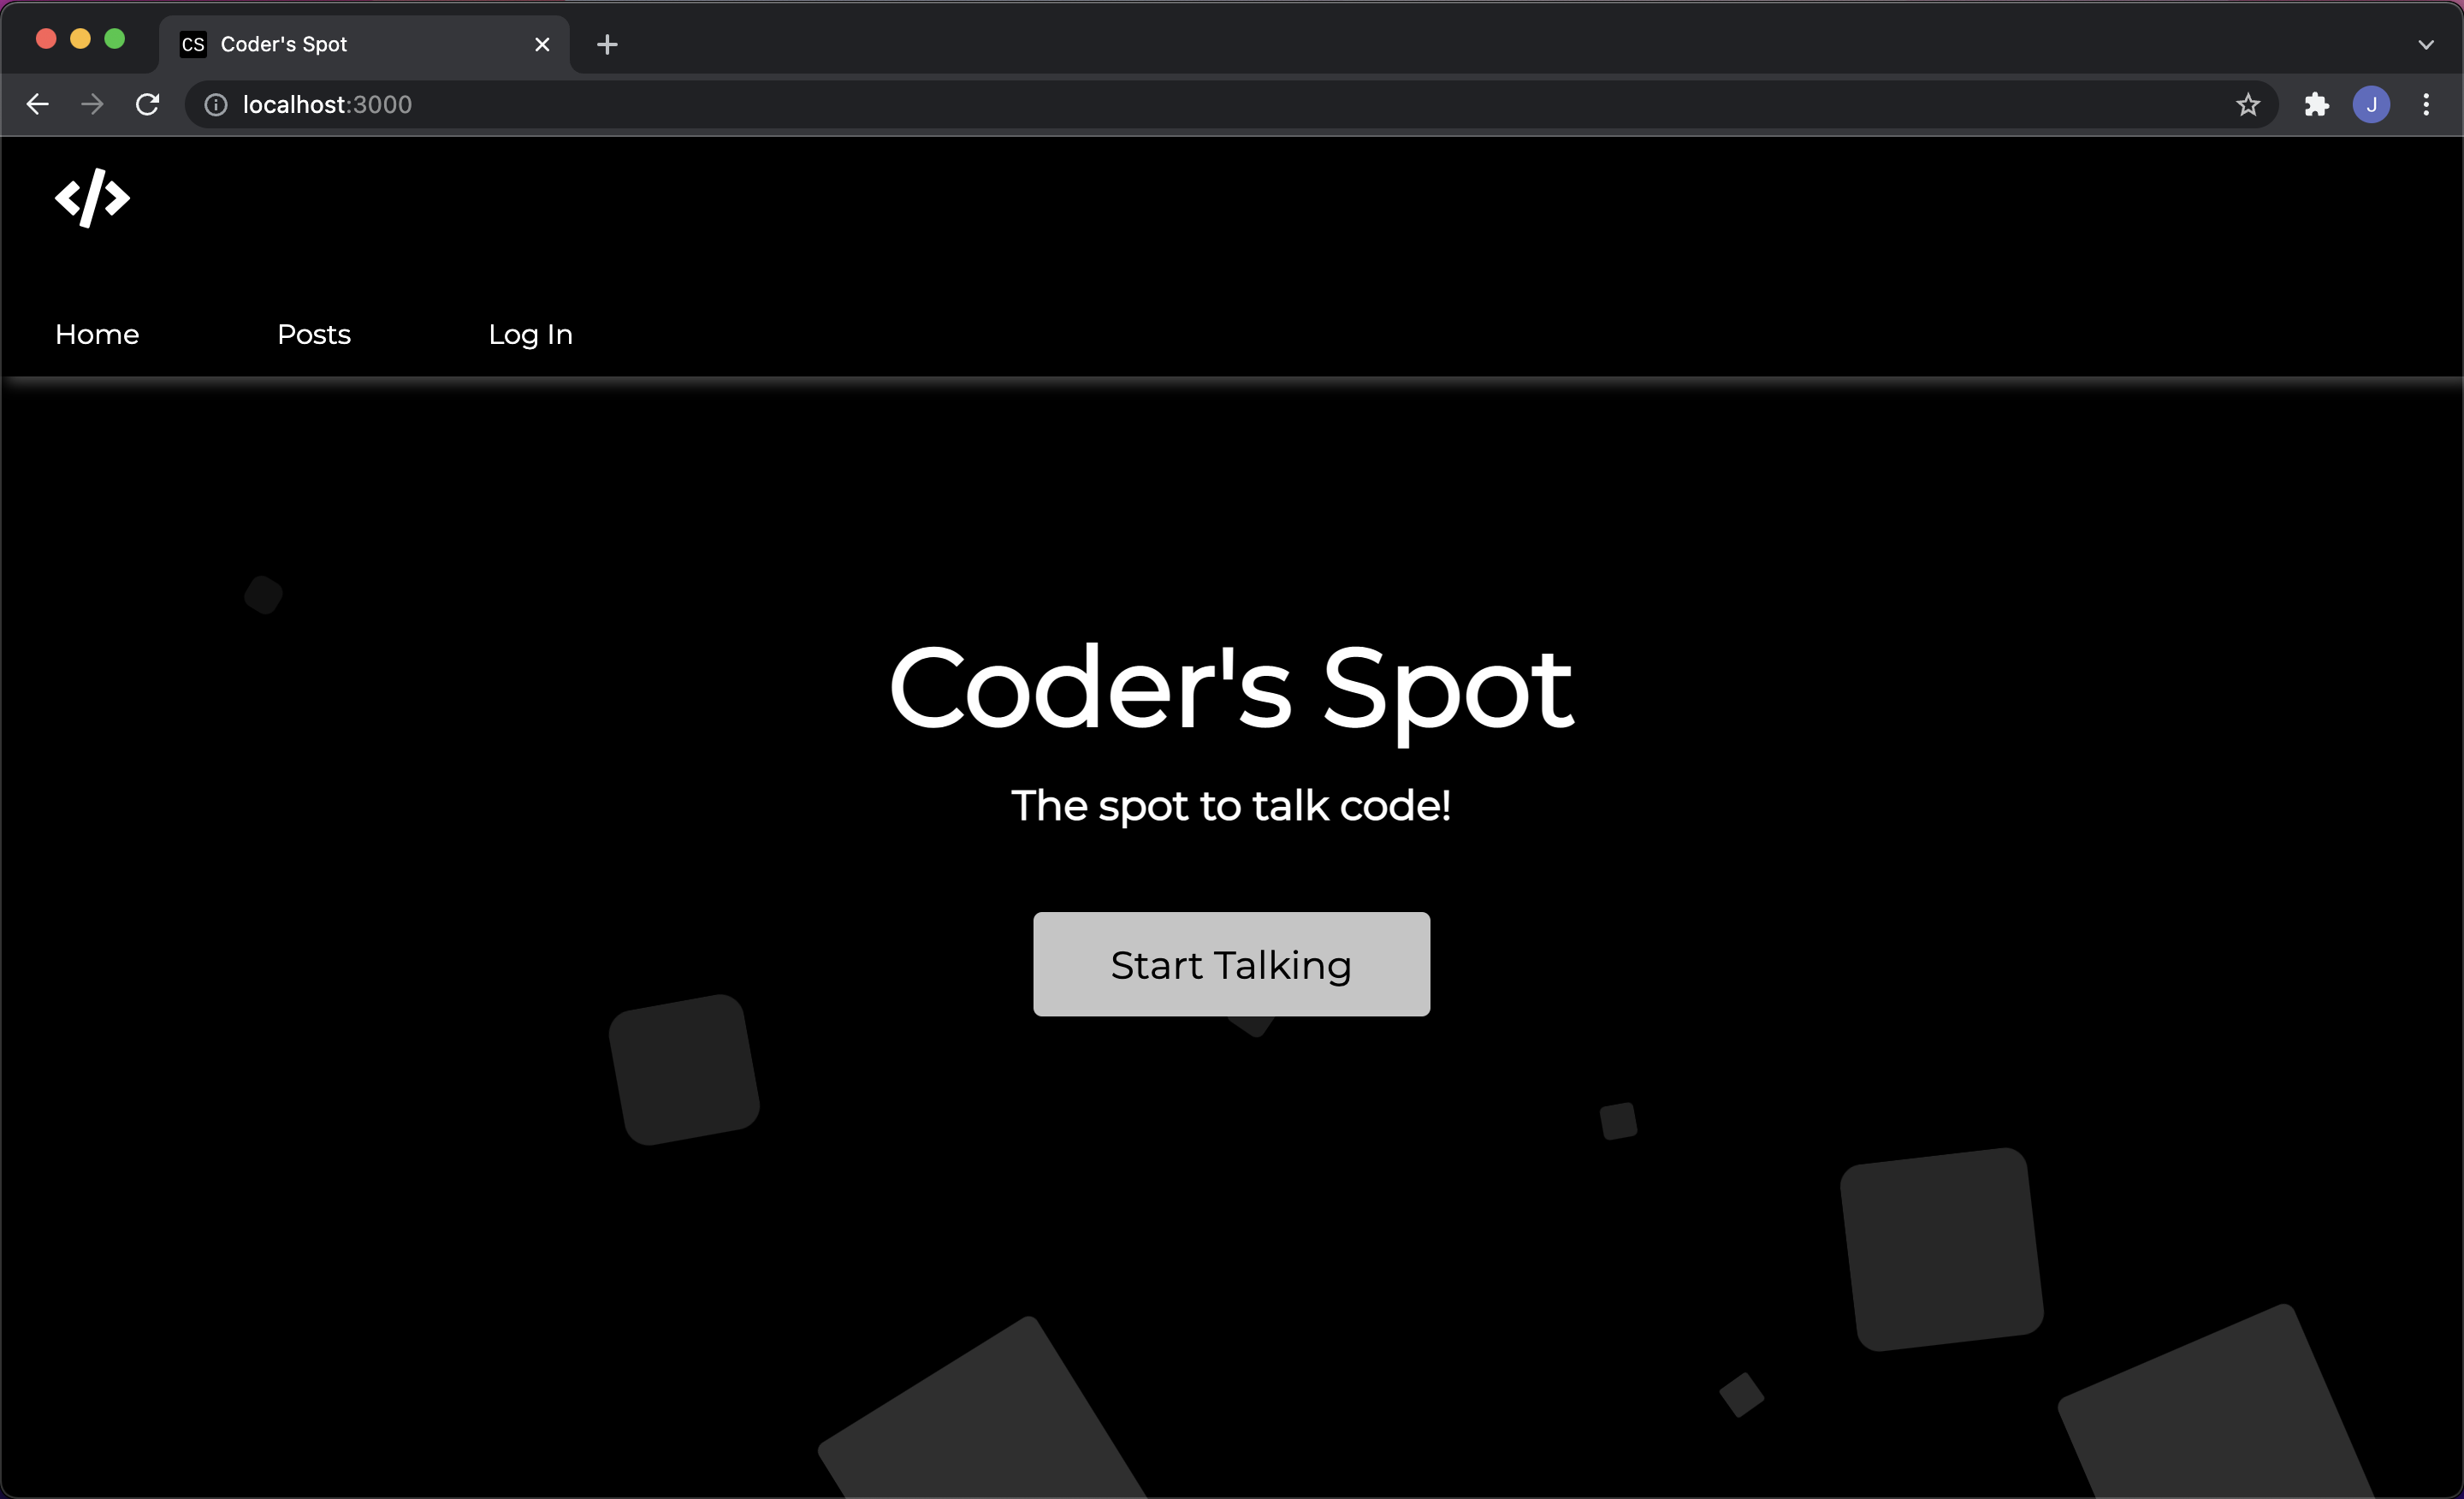 CS Coder's Spot
localhost:3000
J
</>
Home Posts Log In
Coder's Spot
The spot to talk code!
Start Talking